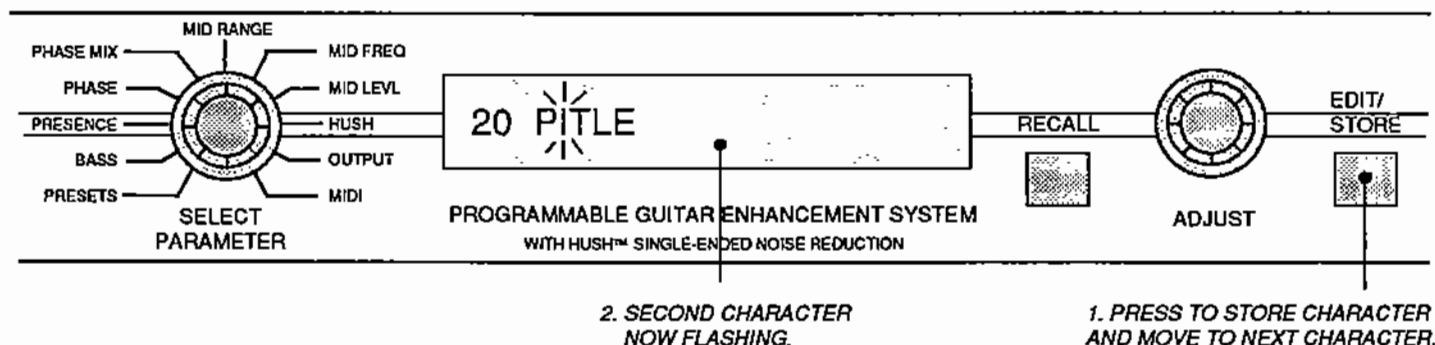 MID RANGE
PHASE MIX
MID FREQ
PHASE
MID LEVL
PRESENCE
HUSH
BASS
OUTPUT
PRESETS
MIDI
SELECT
PARAMETER
20 PITLE
PROGRAMMABLE GUITAR ENHANCEMENT SYSTEM
WITH HUSH™ SINGLE-ENDED NOISE REDUCTION
RECALL
ADJUST
EDIT/
STORE
2. SECOND CHARACTER
NOW FLASHING.
1. PRESS TO STORE CHARACTER
AND MOVE TO NEXT CHARACTER.